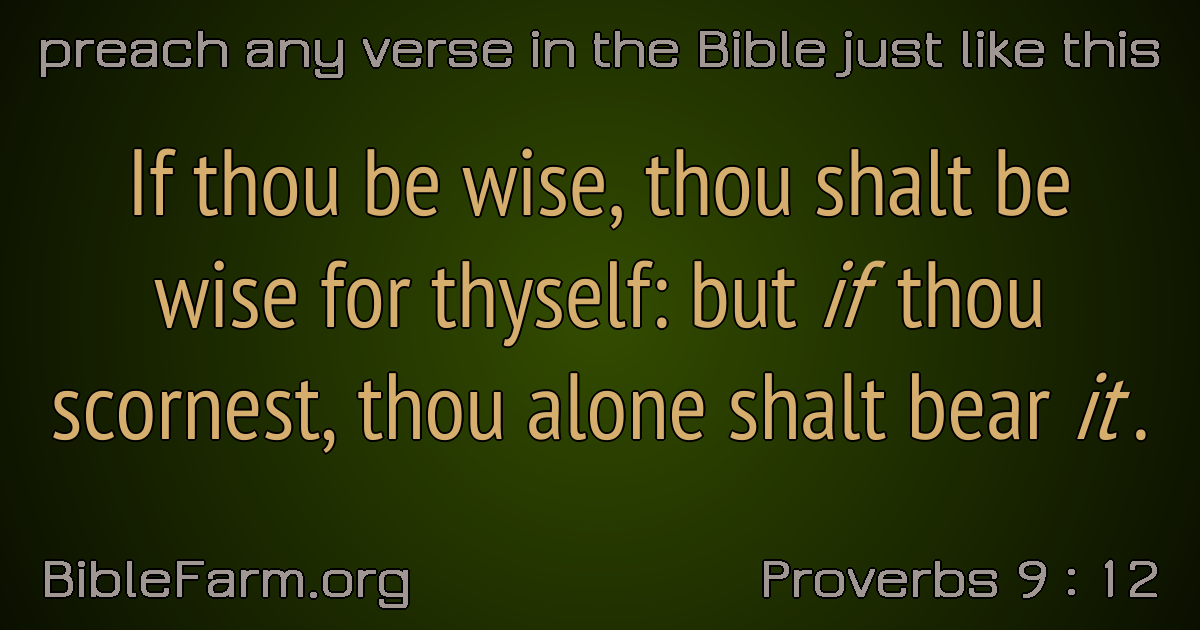 preach any verse in the Bible just like this
If thou be wise, thou shalt be
wise for thyself: but if thou
scornest, thou alone shalt bear it.
BibleFarm.org
Proverbs 9 : 12